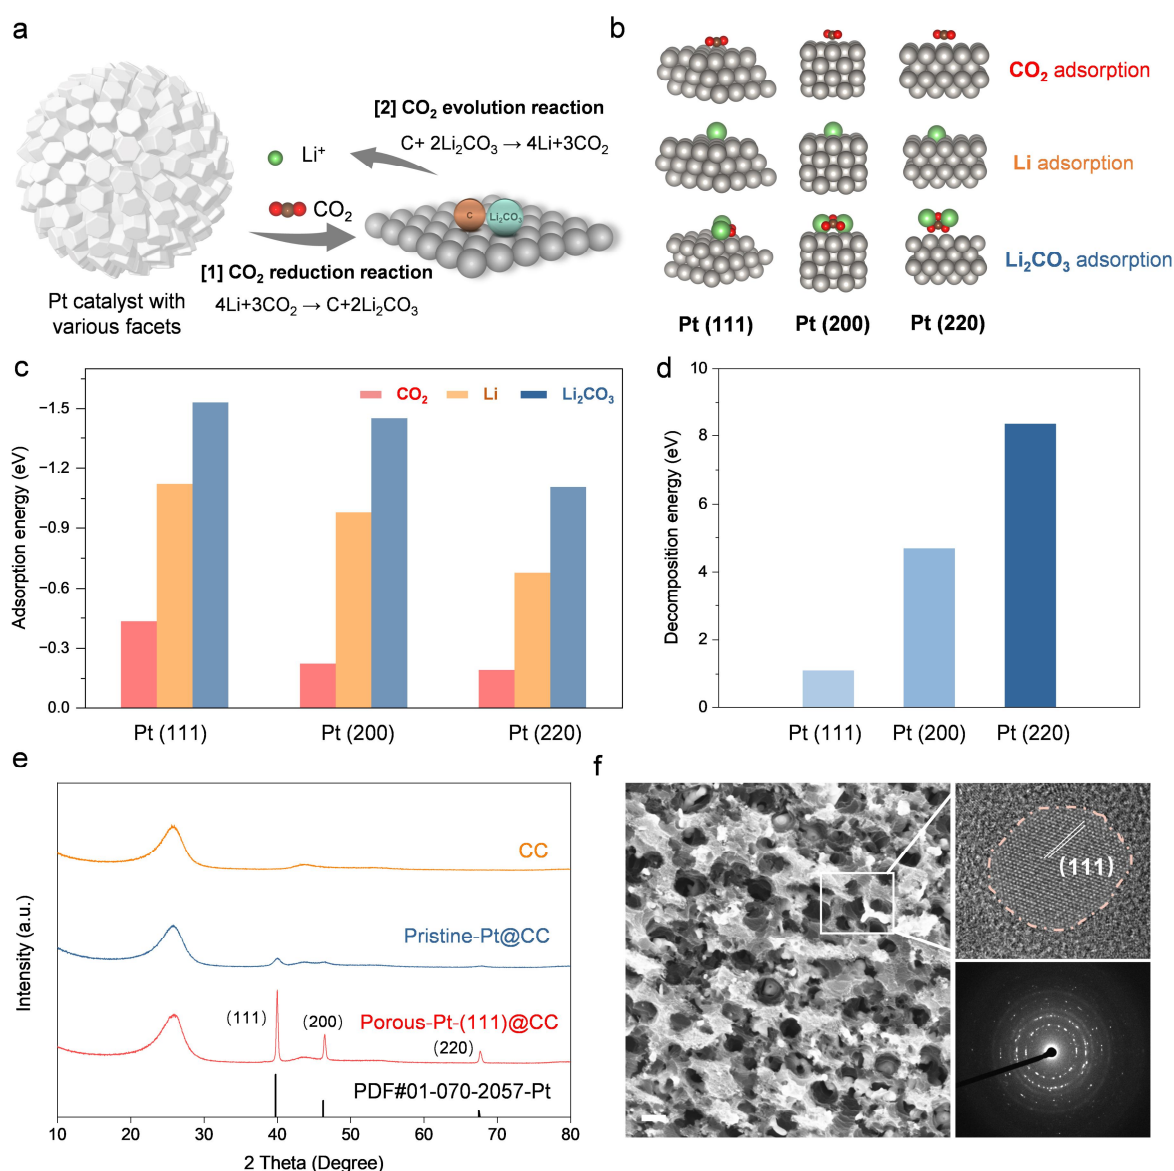 a
[2] CO₂ evolution reaction
C+ 2Li₂CO₃ → 4Li+3CO₂
Li⁺
CO₂
C
Li₂CO₃
[1] CO₂ reduction reaction
4Li+3CO₂ → C+2Li₂CO₃
Pt catalyst with
various facets
b
CO₂ adsorption
Li adsorption
Li₂CO₃ adsorption
Pt (111) Pt (200) Pt (220)
c
CO₂ Li Li₂CO₃
Adsorption energy (eV)
−1.5
−1.2
−0.9
−0.6
−0.3
0.0
Pt (111) Pt (200) Pt (220)
d
Decomposition energy (eV)
10
8
6
4
2
0
Pt (111) Pt (200) Pt (220)
e
Intensity (a.u.)
CC
Pristine-Pt@CC
(111)
(200)
Porous-Pt-(111)@CC
(220)
PDF#01-070-2057-Pt
10 20 30 40 50 60 70 80
2 Theta (Degree)
f
(111)